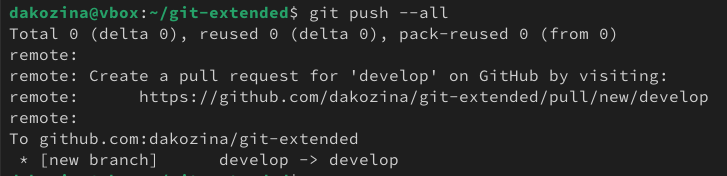 dakozina@vbox:~/git-extended$ git push --all
Total 0 (delta 0), reused 0 (delta 0), pack-reused 0 (from 0)
remote:
remote: Create a pull request for 'develop' on GitHub by visiting:
remote:      https://github.com/dakozina/git-extended/pull/new/develop
remote:
To github.com:dakozina/git-extended
 * [new branch]      develop -> develop